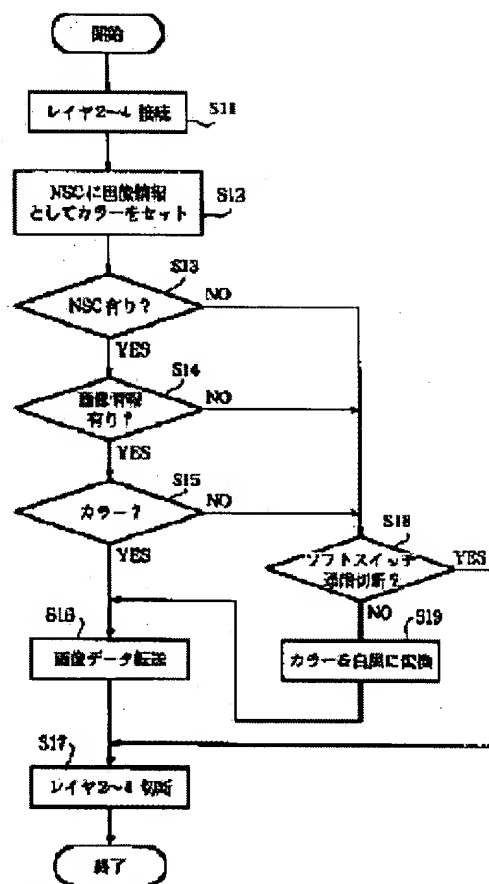 開始
レイヤ2〜4 接続
S11
NSCに画像情報
としてカラーをセット
S12
S13
NSC有り？
NO
YES
S14
画像情報
有り？
NO
YES
S15
カラー？
NO
YES
S18
ソフトスイッチ
通信切断？
YES
NO
S16
画像データ転送
S19
カラーを白黒に変換
S17
レイヤ2〜4 切断
終了